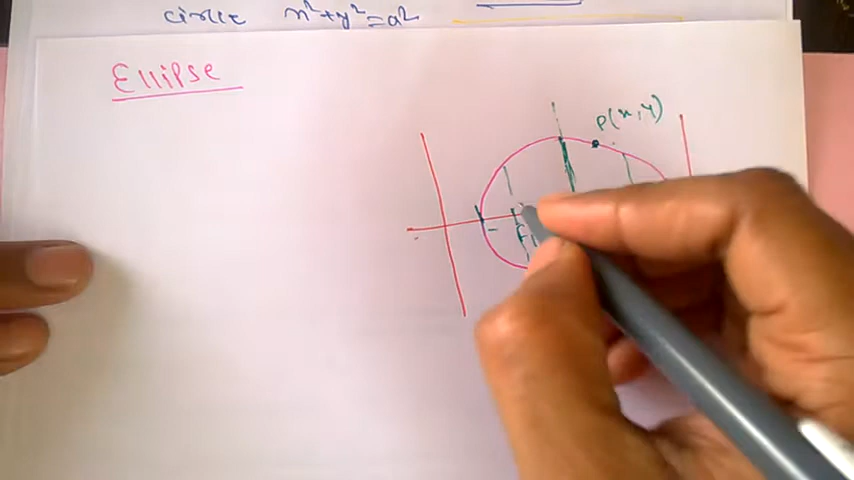 circle x²+y²=a²
Ellipse
P(x,y)